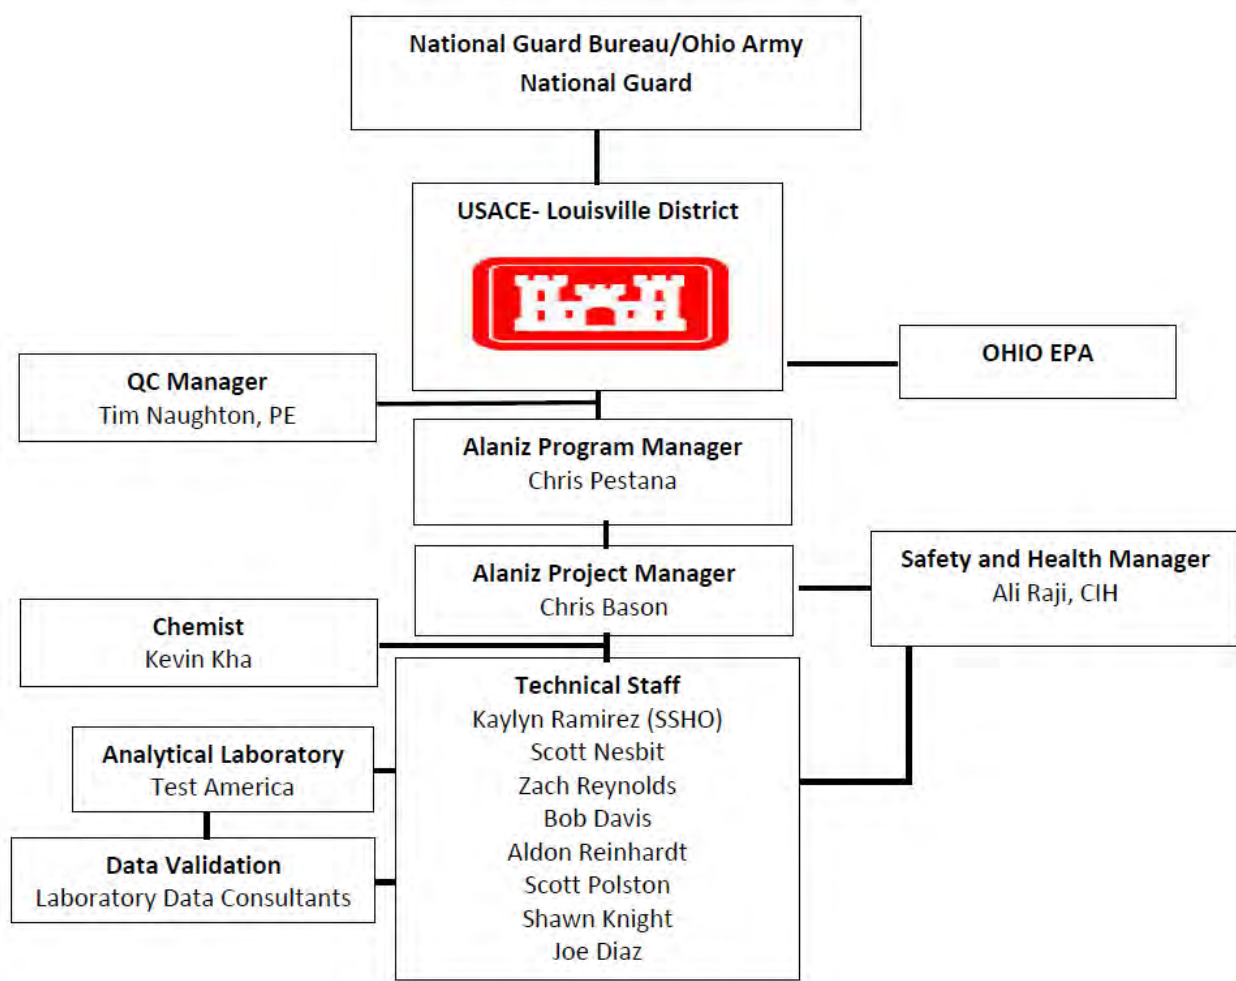 National Guard Bureau/Ohio Army
National Guard
USACE- Louisville District
OHIO EPA
QC Manager
Tim Naughton, PE
Alaniz Program Manager
Chris Pestana
Alaniz Project Manager
Chris Bason
Safety and Health Manager
Ali Raji, CIH
Chemist
Kevin Kha
Technical Staff
Kaylyn Ramirez (SSHO)
Scott Nesbit
Zach Reynolds
Bob Davis
Aldon Reinhardt
Scott Polston
Shawn Knight
Joe Diaz
Analytical Laboratory
Test America
Data Validation
Laboratory Data Consultants